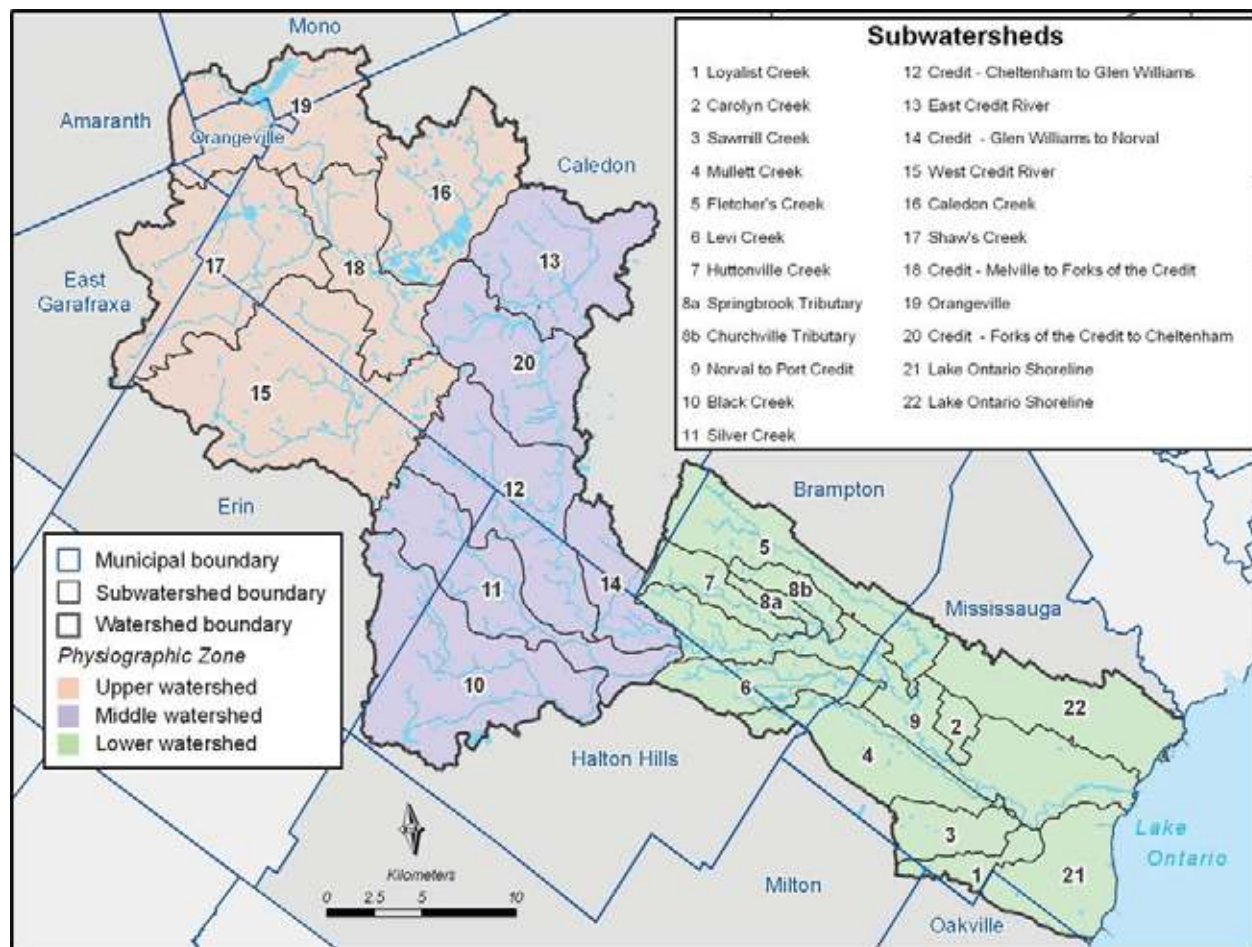 Mono
Amaranth
Orangeville
19
Caledon
16
East
Garafraxa
17
18
13
15
20
Erin
12
11
14
10
Brampton
5
7
8b
8a
Mississauga
6
9
2
22
4
Halton Hills
3
1
21
Milton
Oakville
Lake
Ontario
Subwatersheds
1 Loyalist Creek
2 Carolyn Creek
3 Sawmill Creek
4 Mullett Creek
5 Fletcher's Creek
6 Levi Creek
7 Huttonville Creek
8a Springbrook Tributary
8b Churchville Tributary
9 Norval to Port Credit
10 Black Creek
11 Silver Creek
12 Credit - Cheltenham to Glen Williams
13 East Credit River
14 Credit - Glen Williams to Norval
15 West Credit River
16 Caledon Creek
17 Shaw's Creek
18 Credit - Melville to Forks of the Credit
19 Orangeville
20 Credit - Forks of the Credit to Cheltenham
21 Lake Ontario Shoreline
22 Lake Ontario Shoreline
Municipal boundary
Subwatershed boundary
Watershed boundary
Physiographic Zone
Upper watershed
Middle watershed
Lower watershed
Kilometers
0 2.5 5 10